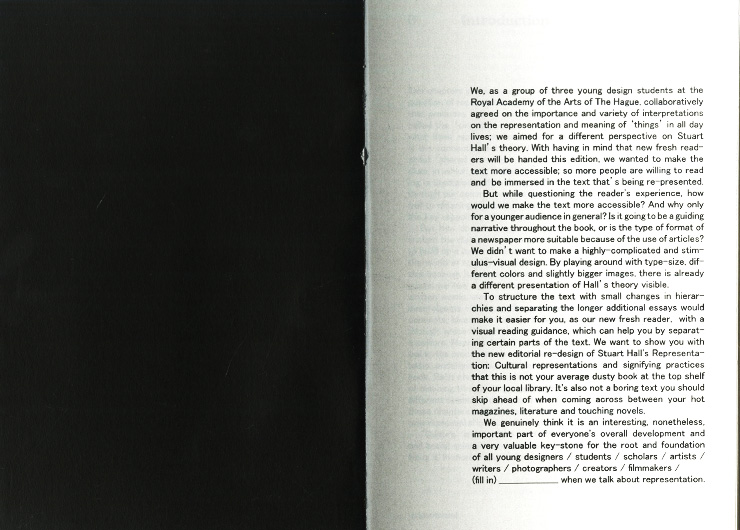 We, as a group of three young design students at the
Royal Academy of the Arts of The Hague, collaboratively
agreed on the importance and variety of interpretations
on the representation and meaning of 'things' in all day
lives; we aimed for a different perspective on Stuart
Hall's theory. With having in mind that new fresh read-
ers will be handed this edition, we wanted to make the
text more accessible; so more people are willing to read
and be immersed in the text that's being re-presented.
But while questioning the reader's experience, how
would we make the text more accessible? And why only
for a younger audience in general? Is it going to be a guiding
narrative throughout the book, or is the type of format of
a newspaper more suitable because of the use of articles?
We didn't want to make a highly-complicated and stim-
ulus-visual design. By playing around with type-size, dif-
ferent colors and slightly bigger images, there is already
a different presentation of Hall's theory visible.
To structure the text with small changes in hierar-
chies and separating the longer additional essays would
make it easier for you, as our new fresh reader, with a
visual reading guidance, which can help you by separat-
ing certain parts of the text. We want to show you with
the new editorial re-design of Stuart Hall's Representa-
tion: Cultural representations and signifying practices
that this is not your average dusty book at the top shelf
of your local library. It's also not a boring text you should
skip ahead of when coming across between your hot
magazines, literature and touching novels.
We genuinely think it is an interesting, nonetheless,
important part of everyone's overall development and
a very valuable key-stone for the root and foundation
of all young designers / students / scholars / artists /
writers / photographers / creators / filmmakers /
(fill in) ____________ when we talk about representation.